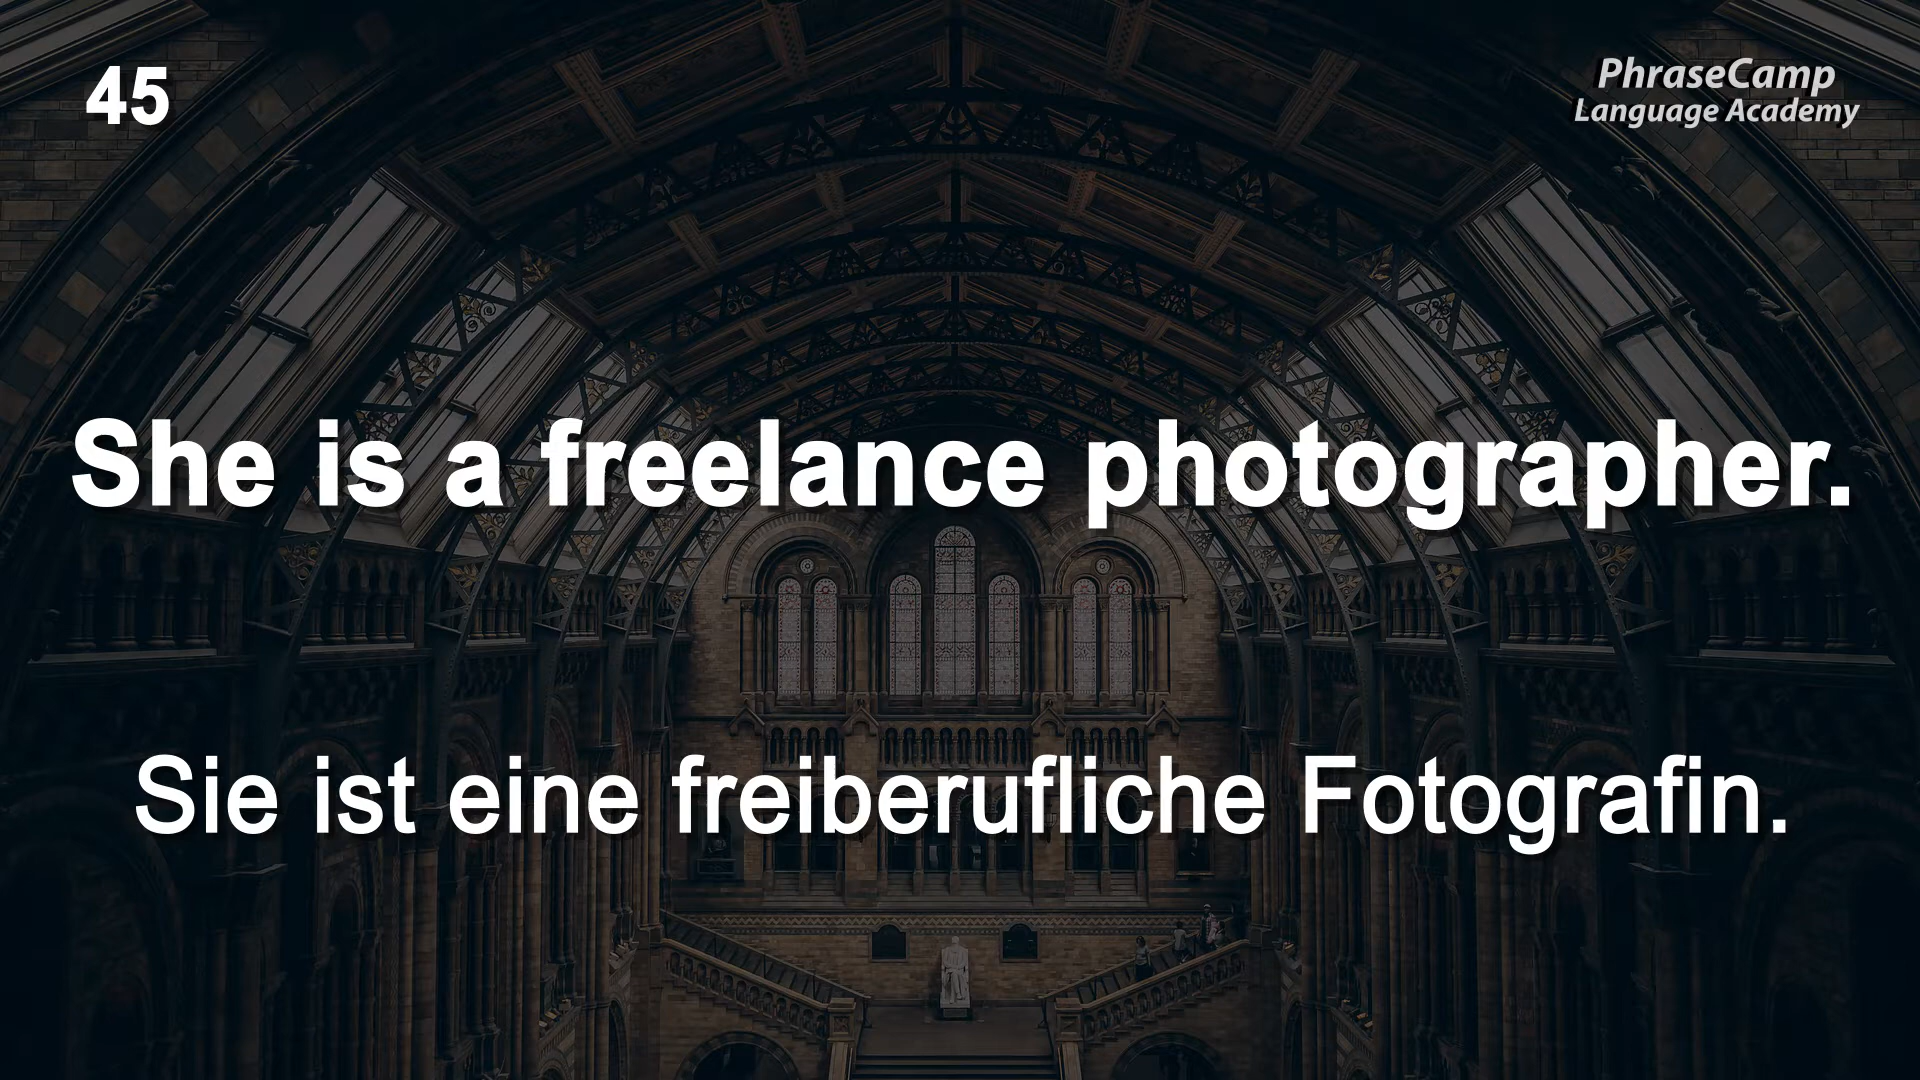 45
PhraseCamp
Language Academy
She is a freelance photographer.
Sie ist eine freiberufliche Fotografin.